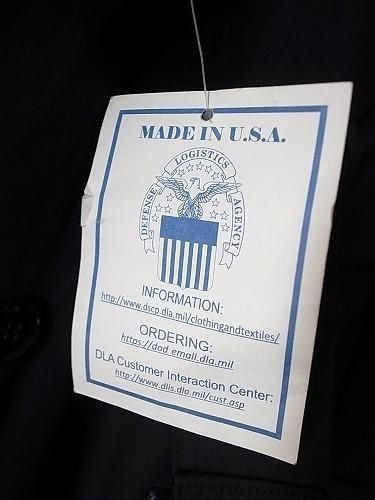 MADE IN U.S.A.
DEFENSE LOGISTICS AGENCY
INFORMATION:
http://www.dscp.dla.mil/clothingandtextiles/
ORDERING:
https://dod emall.dla.mil
DLA Customer Interaction Center:
http://www.dlis.dla.mil/cust.asp